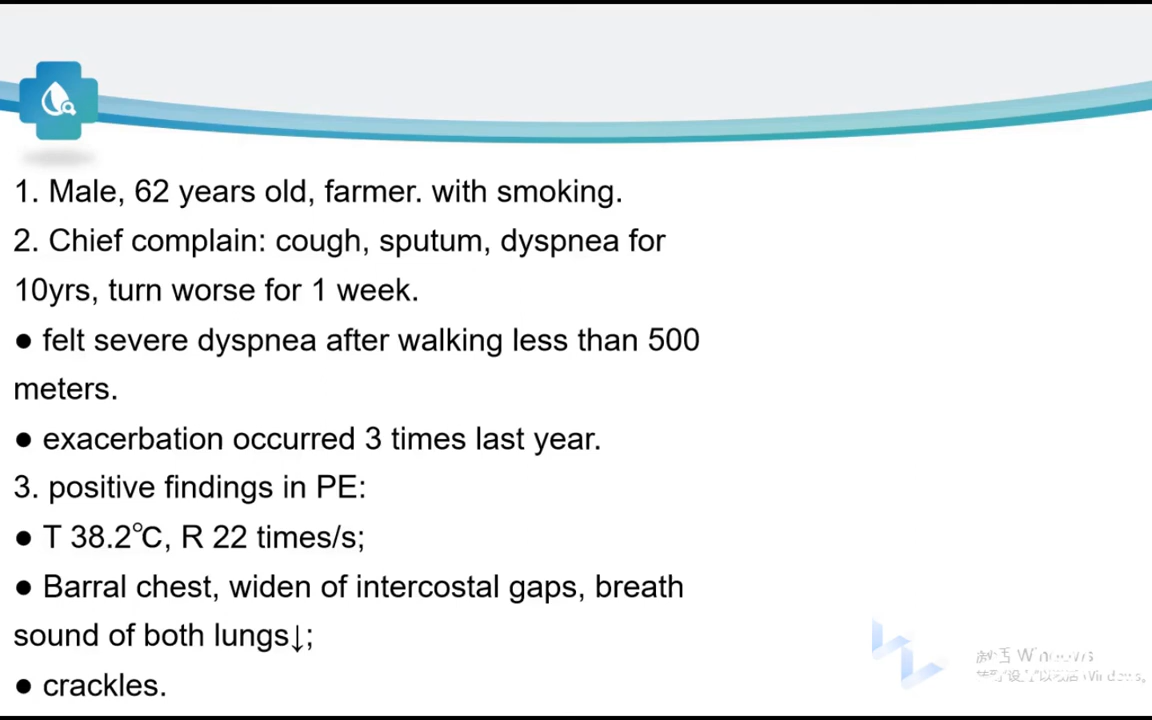 1. Male, 62 years old, farmer. with smoking.
2. Chief complain: cough, sputum, dyspnea for
10yrs, turn worse for 1 week.
● felt severe dyspnea after walking less than 500
meters.
● exacerbation occurred 3 times last year.
3. positive findings in PE:
● T 38.2℃, R 22 times/s;
● Barral chest, widen of intercostal gaps, breath
sound of both lungs↓;
● crackles.
Windows